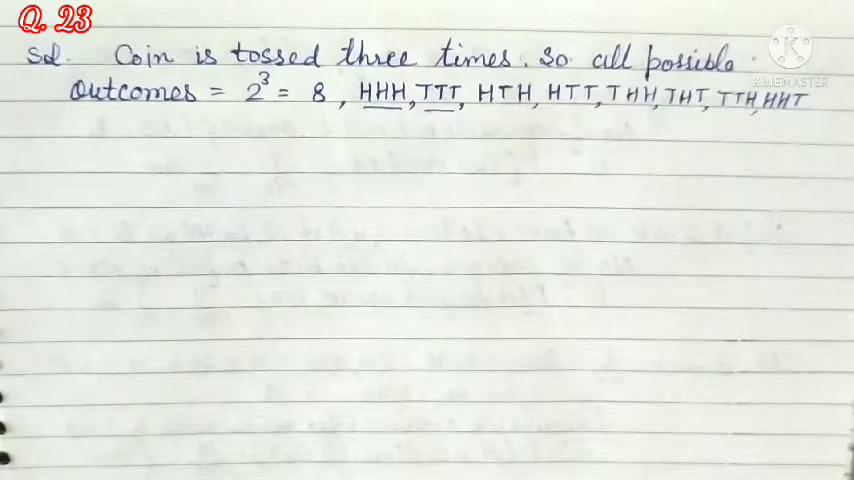 Q. 23
Sol. Coin is tossed three times. So all possible
KINEMASTER
Outcomes = 2³ = 8, HHH, TTT, HTH, HTT, THH, THT, TTH, HHT